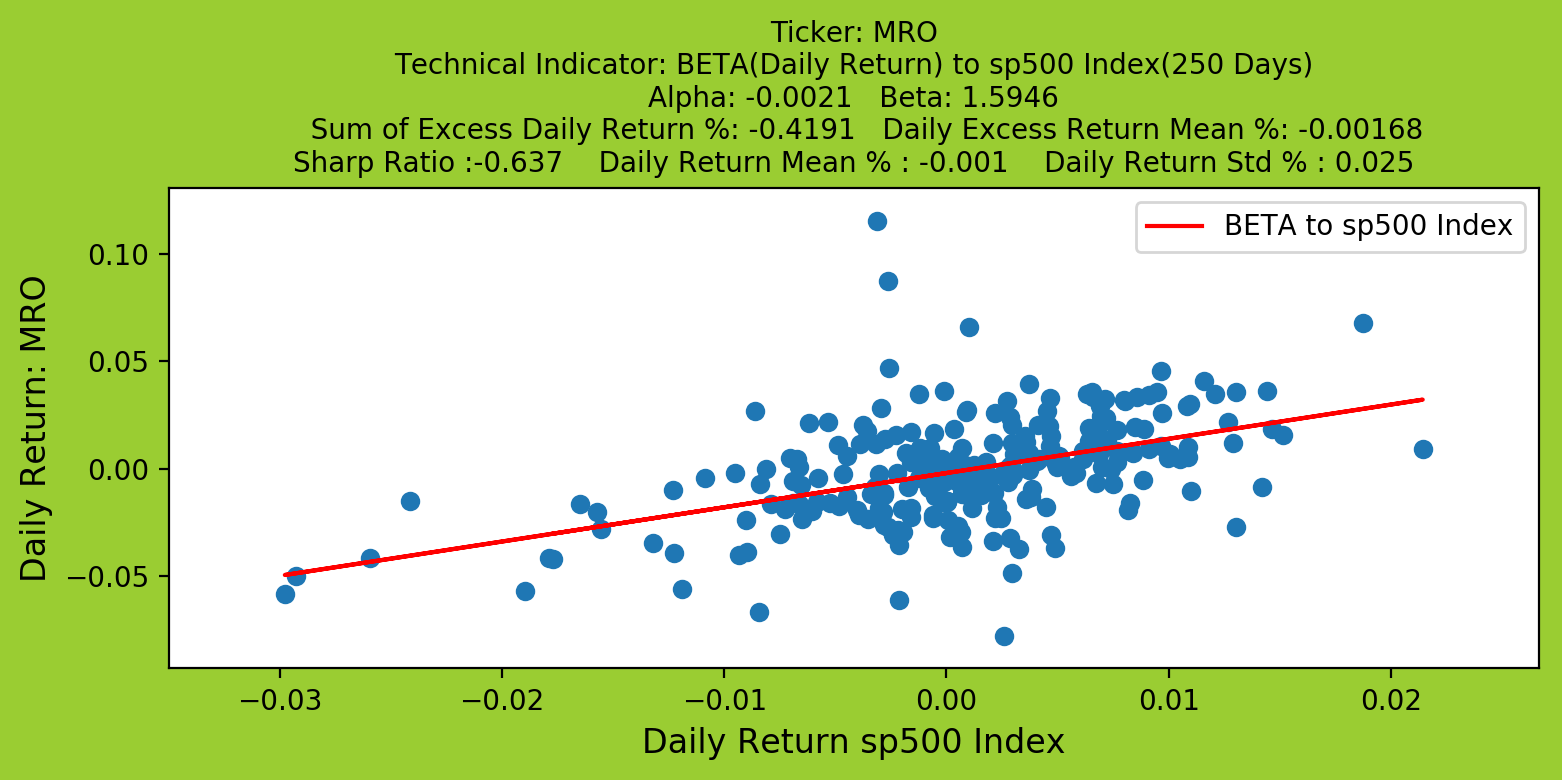 Ticker: MRO
Technical Indicator: BETA(Daily Return) to sp500 Index(250 Days)
Alpha: -0.0021   Beta: 1.5946
Sum of Excess Daily Return %: -0.4191   Daily Excess Return Mean %: -0.00168
Sharp Ratio :-0.637    Daily Return Mean % : -0.001    Daily Return Std % : 0.025
BETA to sp500 Index
Daily Return: MRO
0.10
0.05
0.00
−0.05
−0.03 −0.02 −0.01 0.00 0.01 0.02
Daily Return sp500 Index